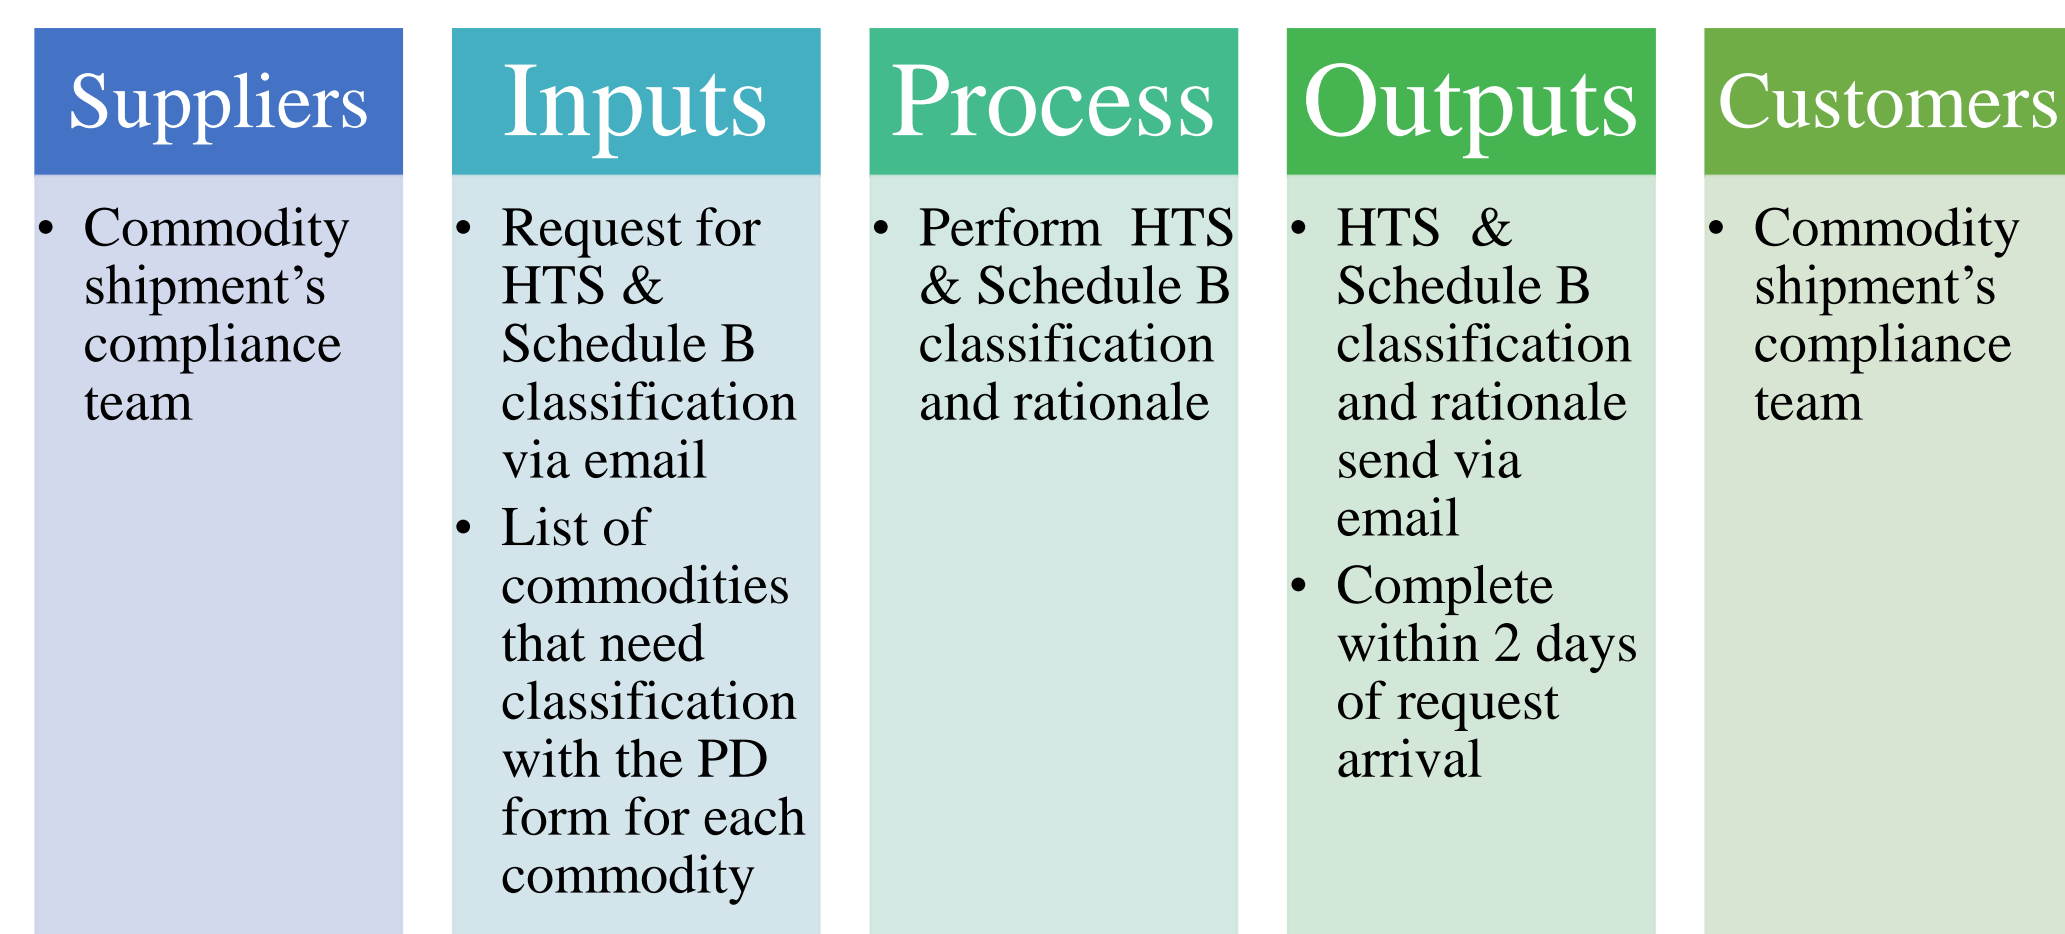 Suppliers
• Commodity
shipment’s
compliance
team
Inputs
• Request for
HTS &
Schedule B
classification
via email
• List of
commodities
that need
classification
with the PD
form for each
commodity
Process
• Perform HTS
& Schedule B
classification
and rationale
Outputs
• HTS &
Schedule B
classification
and rationale
send via
email
• Complete
within 2 days
of request
arrival
Customers
• Commodity
shipment’s
compliance
team